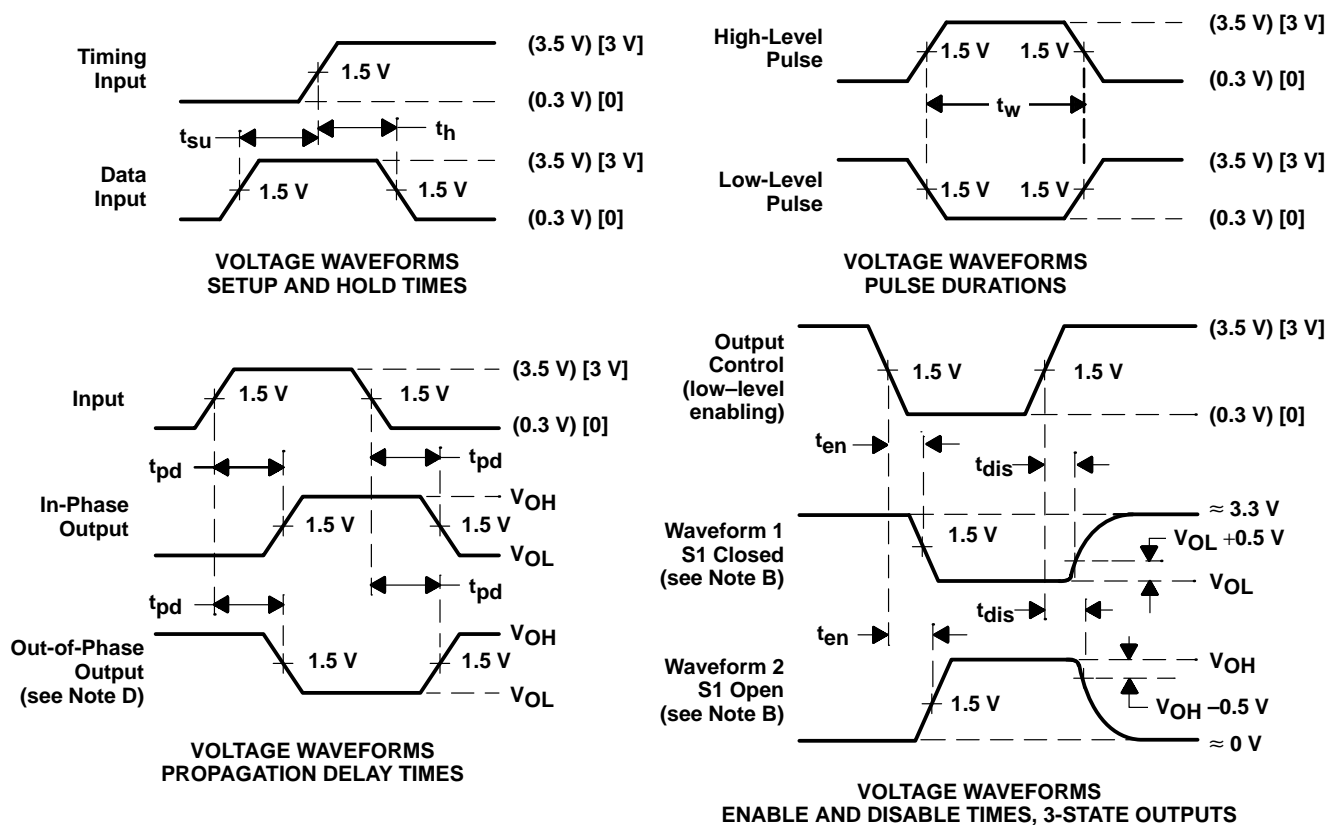 Timing
Input
1.5 V
(3.5 V) [3 V]
(0.3 V) [0]
tsu
th
Data
Input
1.5 V
1.5 V
(3.5 V) [3 V]
(0.3 V) [0]
VOLTAGE WAVEFORMS
SETUP AND HOLD TIMES
High-Level
Pulse
1.5 V
1.5 V
(3.5 V) [3 V]
(0.3 V) [0]
tw
Low-Level
Pulse
1.5 V
1.5 V
(3.5 V) [3 V]
(0.3 V) [0]
VOLTAGE WAVEFORMS
PULSE DURATIONS
Input
1.5 V
1.5 V
(3.5 V) [3 V]
(0.3 V) [0]
tpd
tpd
In-Phase
Output
1.5 V
1.5 V
VOH
VOL
tpd
tpd
Out-of-Phase
Output
(see Note D)
1.5 V
1.5 V
VOH
VOL
VOLTAGE WAVEFORMS
PROPAGATION DELAY TIMES
Output
Control
(low–level
enabling)
1.5 V
1.5 V
(3.5 V) [3 V]
(0.3 V) [0]
ten
tdis
Waveform 1
S1 Closed
(see Note B)
1.5 V
≈ 3.3 V
VOL +0.5 V
VOL
ten
tdis
Waveform 2
S1 Open
(see Note B)
1.5 V
VOH
VOH –0.5 V
≈ 0 V
VOLTAGE WAVEFORMS
ENABLE AND DISABLE TIMES, 3-STATE OUTPUTS